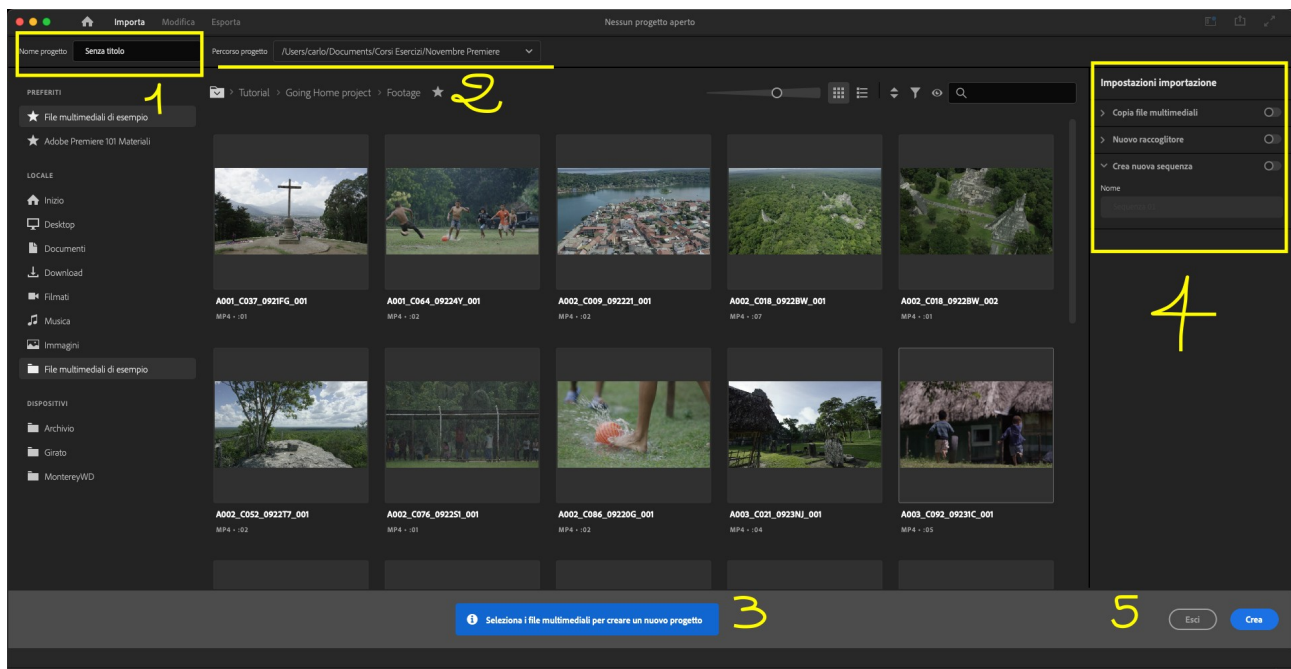 Importa Modifica Esporta Nessun progetto aperto
Nome progetto Senza titolo Percorso progetto /Users/carlo/Documents/Corsi Esercizi/Novembre Premiere
1
2
PREFERITI
File multimediali di esempio
Adobe Premiere 101 Materiali
LOCALE
Inizio
Desktop
Documenti
Download
Filmati
Musica
Immagini
File multimediali di esempio
DISPOSITIVI
Archivio
Girato
MontereyWD
> Tutorial > Going Home project > Footage
A001_C037_0921FG_001
MP4 • :01
A001_C064_09224Y_001
MP4 • :02
A002_C009_092221_001
MP4 • :02
A002_C018_0922BW_001
MP4 • :07
A002_C018_0922BW_002
MP4 • :01
A002_C052_0922T7_001
MP4 • :02
A002_C076_0922S1_001
MP4 • :01
A002_C086_09220G_001
MP4 • :02
A003_C021_0923NJ_001
MP4 • :04
A003_C092_09231C_001
MP4 • :05
Impostazioni importazione
Copia file multimediali
Nuovo raccoglitore
Crea nuova sequenza
Nome
4
Seleziona i file multimediali per creare un nuovo progetto
3
5
Esci Crea